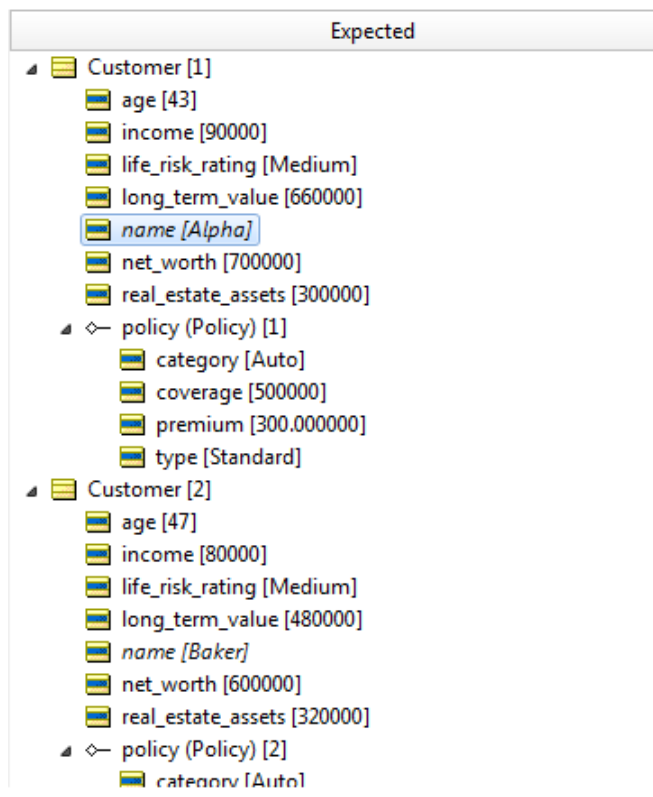 Expected
Customer [1]
age [43]
income [90000]
life_risk_rating [Medium]
long_term_value [660000]
name [Alpha]
net_worth [700000]
real_estate_assets [300000]
policy (Policy) [1]
category [Auto]
coverage [500000]
premium [300.000000]
type [Standard]
Customer [2]
age [47]
income [80000]
life_risk_rating [Medium]
long_term_value [480000]
name [Baker]
net_worth [600000]
real_estate_assets [320000]
policy (Policy) [2]
category [Auto]